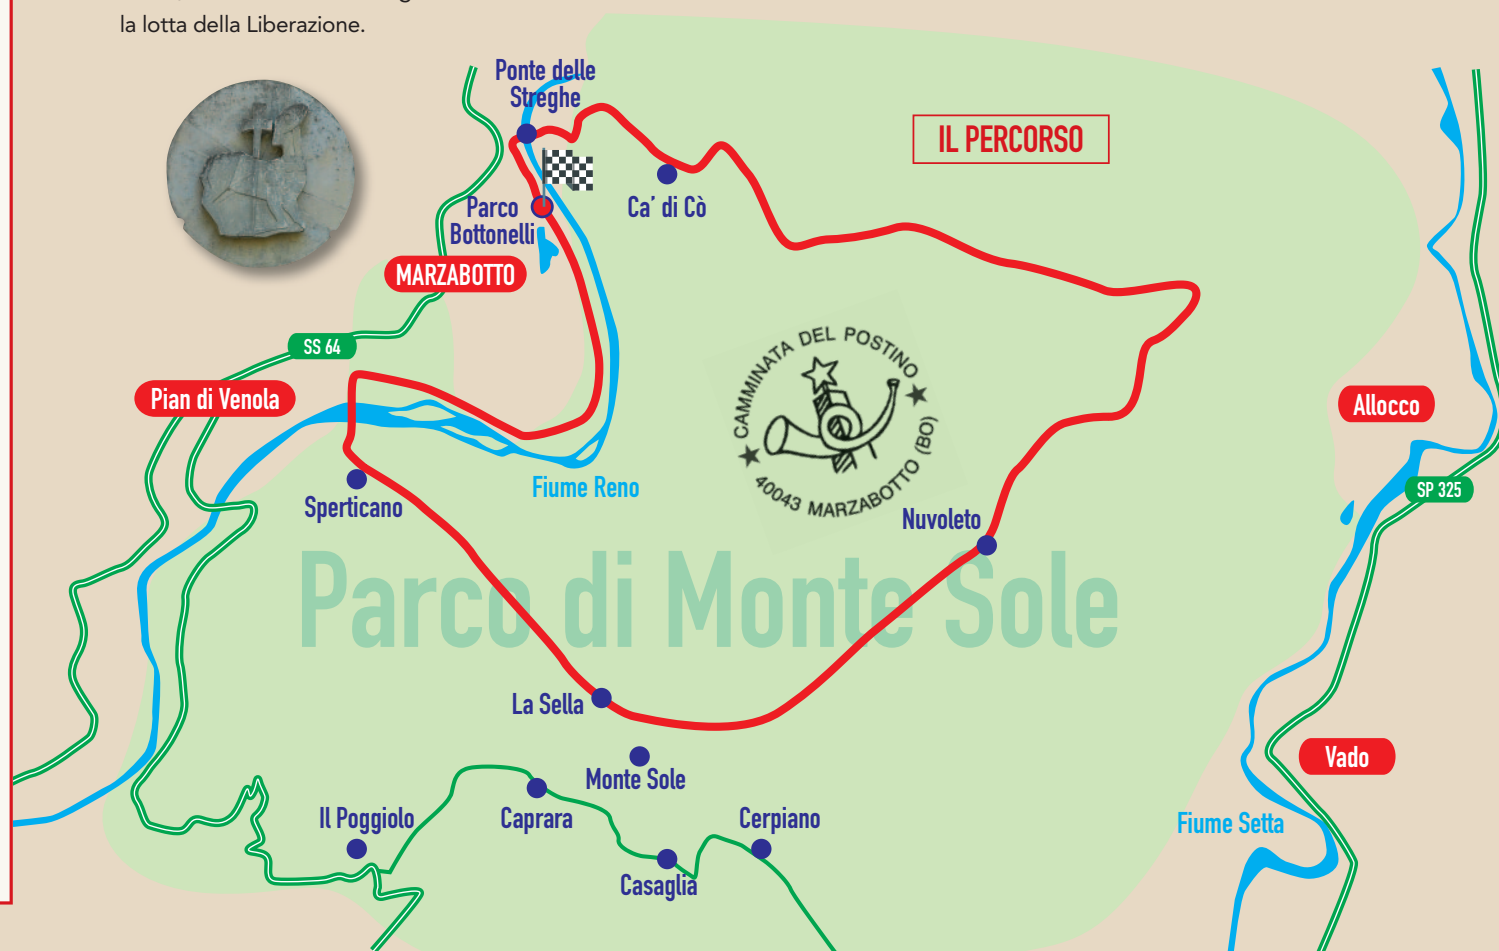 la lotta della Liberazione.
Ponte delle
Streghe
IL PERCORSO
Parco
Bottonelli
Ca' di Cò
MARZABOTTO
SS 64
Pian di Venola
CAMMINATA DEL POSTINO
40043 MARZABOTTO (BO)
Allocco
SP 325
Fiume Reno
Sperticano
Nuvoleto
Parco di Monte Sole
La Sella
Monte Sole
Vado
Il Poggiolo
Caprara
Cerpiano
Fiume Setta
Casaglia